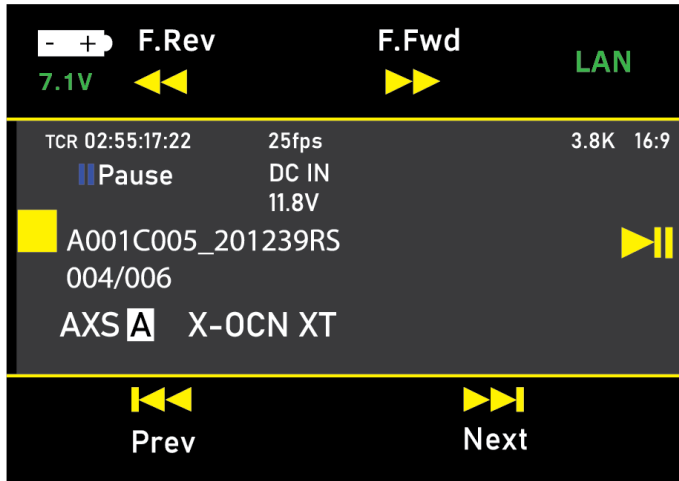 - + F.Rev F.Fwd LAN
7.1V
TCR 02:55:17:22 25fps 3.8K 16:9
Pause DC IN
11.8V
A001C005_201239RS
004/006
AXS A X-OCN XT
Prev Next